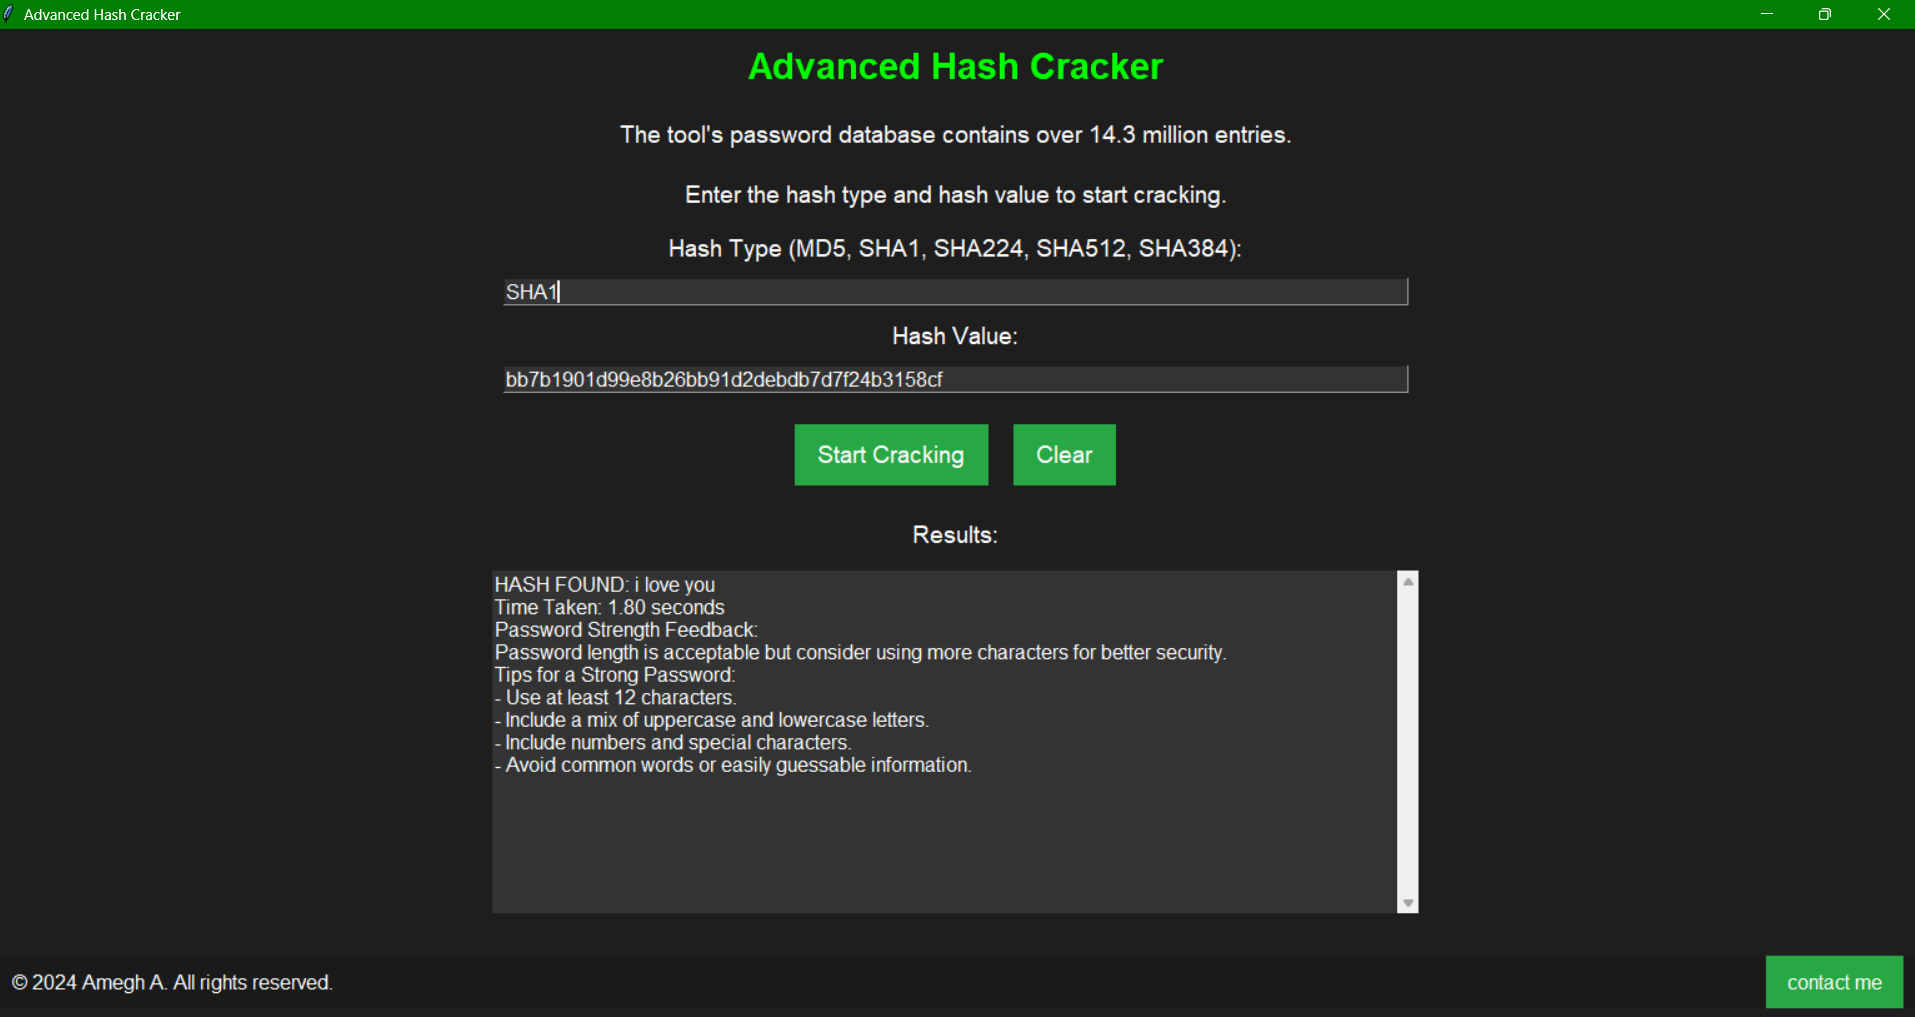 Advanced Hash Cracker
Advanced Hash Cracker
The tool's password database contains over 14.3 million entries.
Enter the hash type and hash value to start cracking.
Hash Type (MD5, SHA1, SHA224, SHA512, SHA384):
SHA1
Hash Value:
bb7b1901d99e8b26bb91d2debdb7d7f24b3158cf
Start Cracking
Clear
Results:
HASH FOUND: i love you
Time Taken: 1.80 seconds
Password Strength Feedback:
Password length is acceptable but consider using more characters for better security.
Tips for a Strong Password:
- Use at least 12 characters.
- Include a mix of uppercase and lowercase letters.
- Include numbers and special characters.
- Avoid common words or easily guessable information.
© 2024 Amegh A. All rights reserved.
contact me